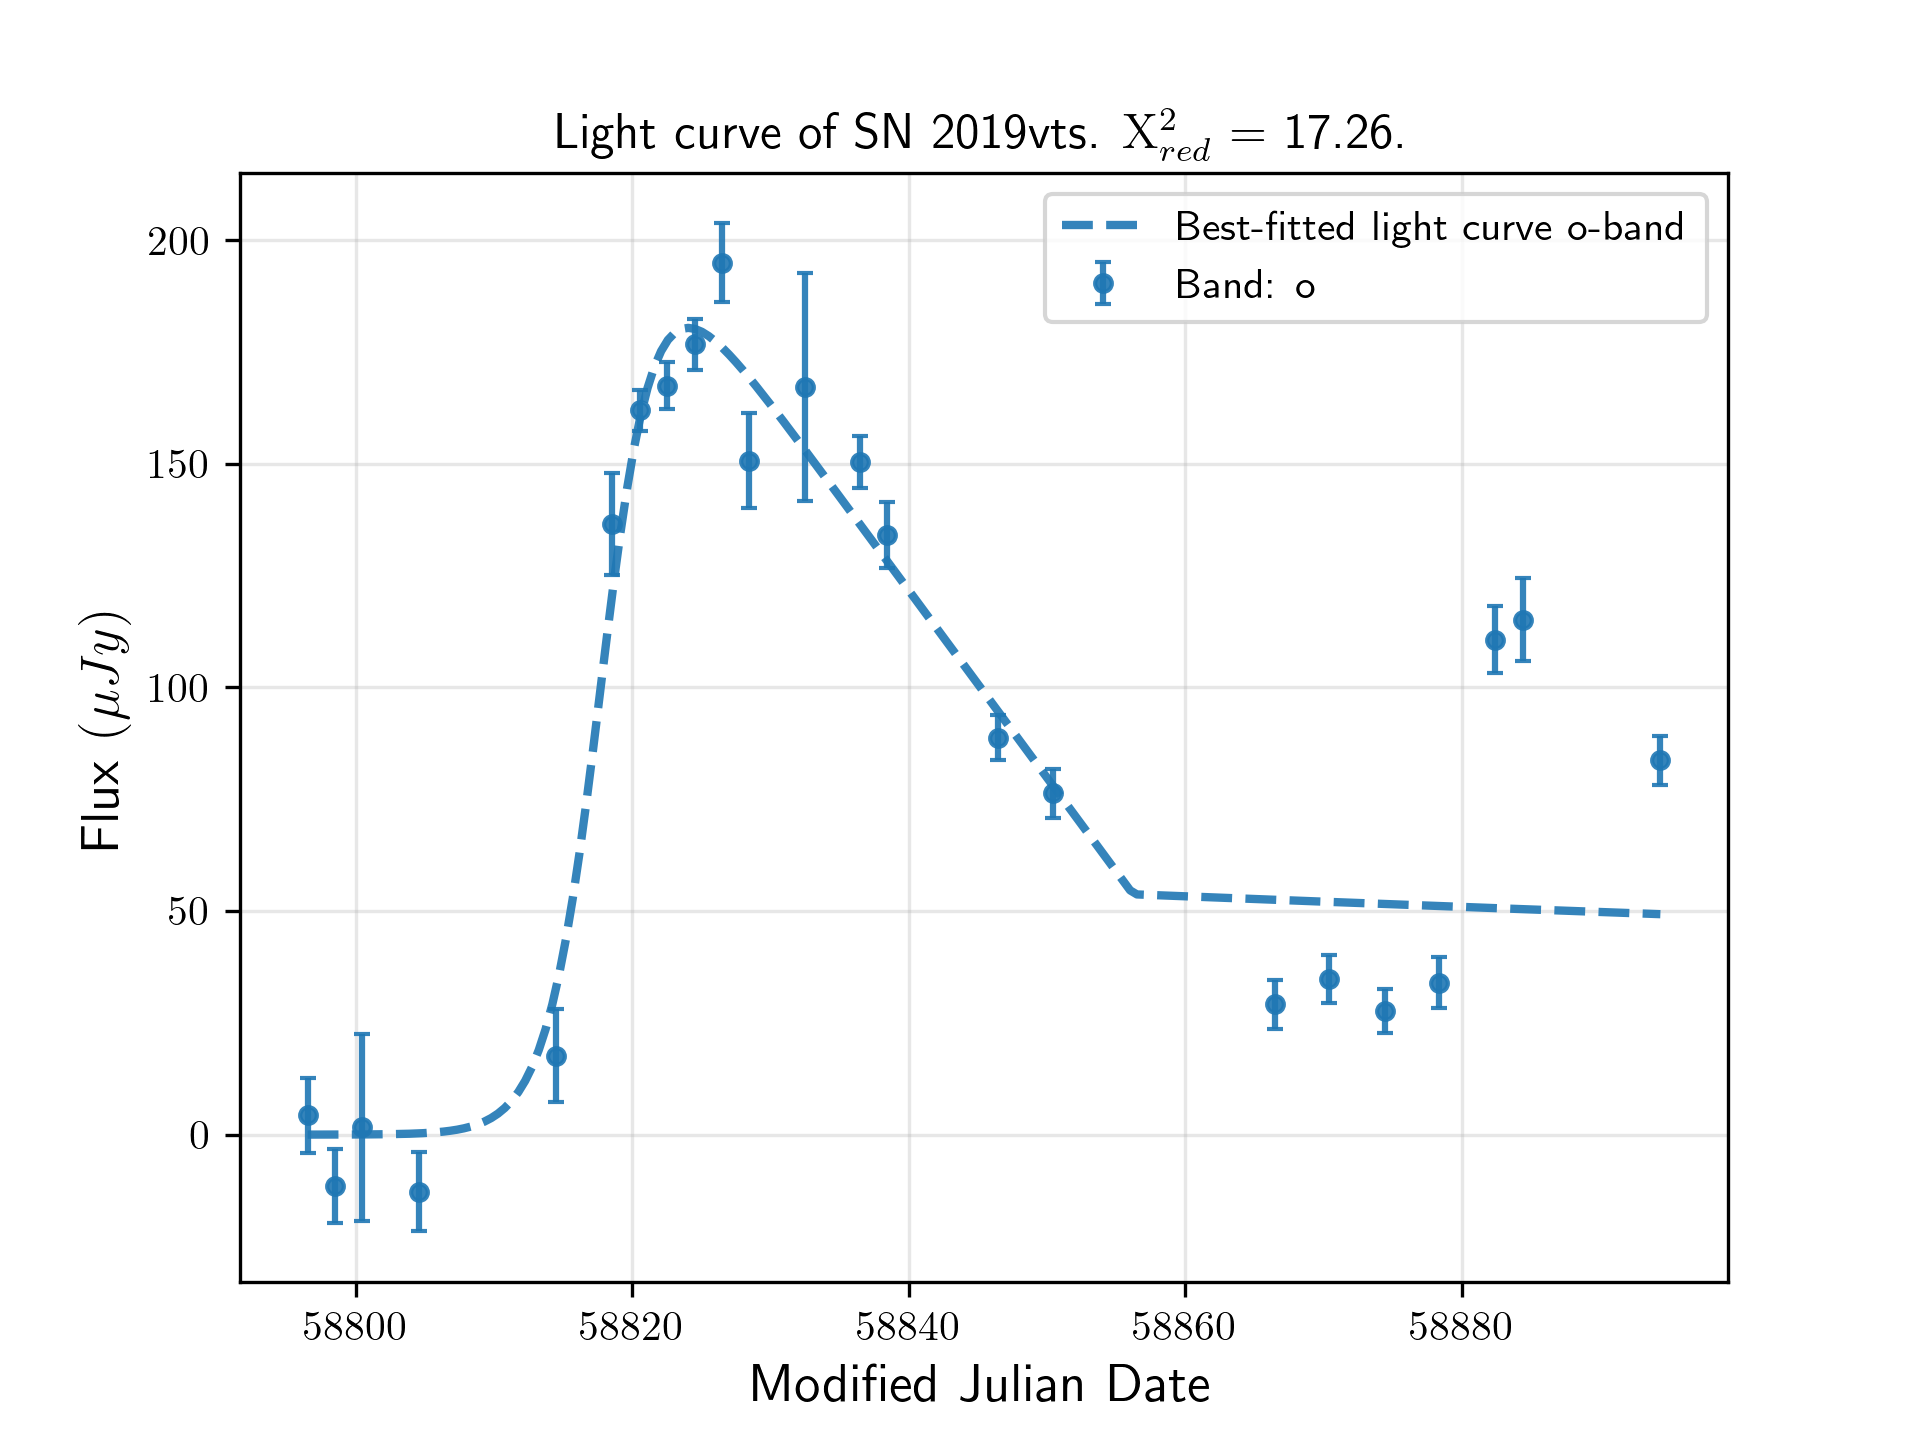 Light curve of SN 2019vts. X²_red = 17.26.
Best-fitted light curve o-band
Band: o
200
150
100
50
0
Flux (μJy)
58800 58820 58840 58860 58880
Modified Julian Date